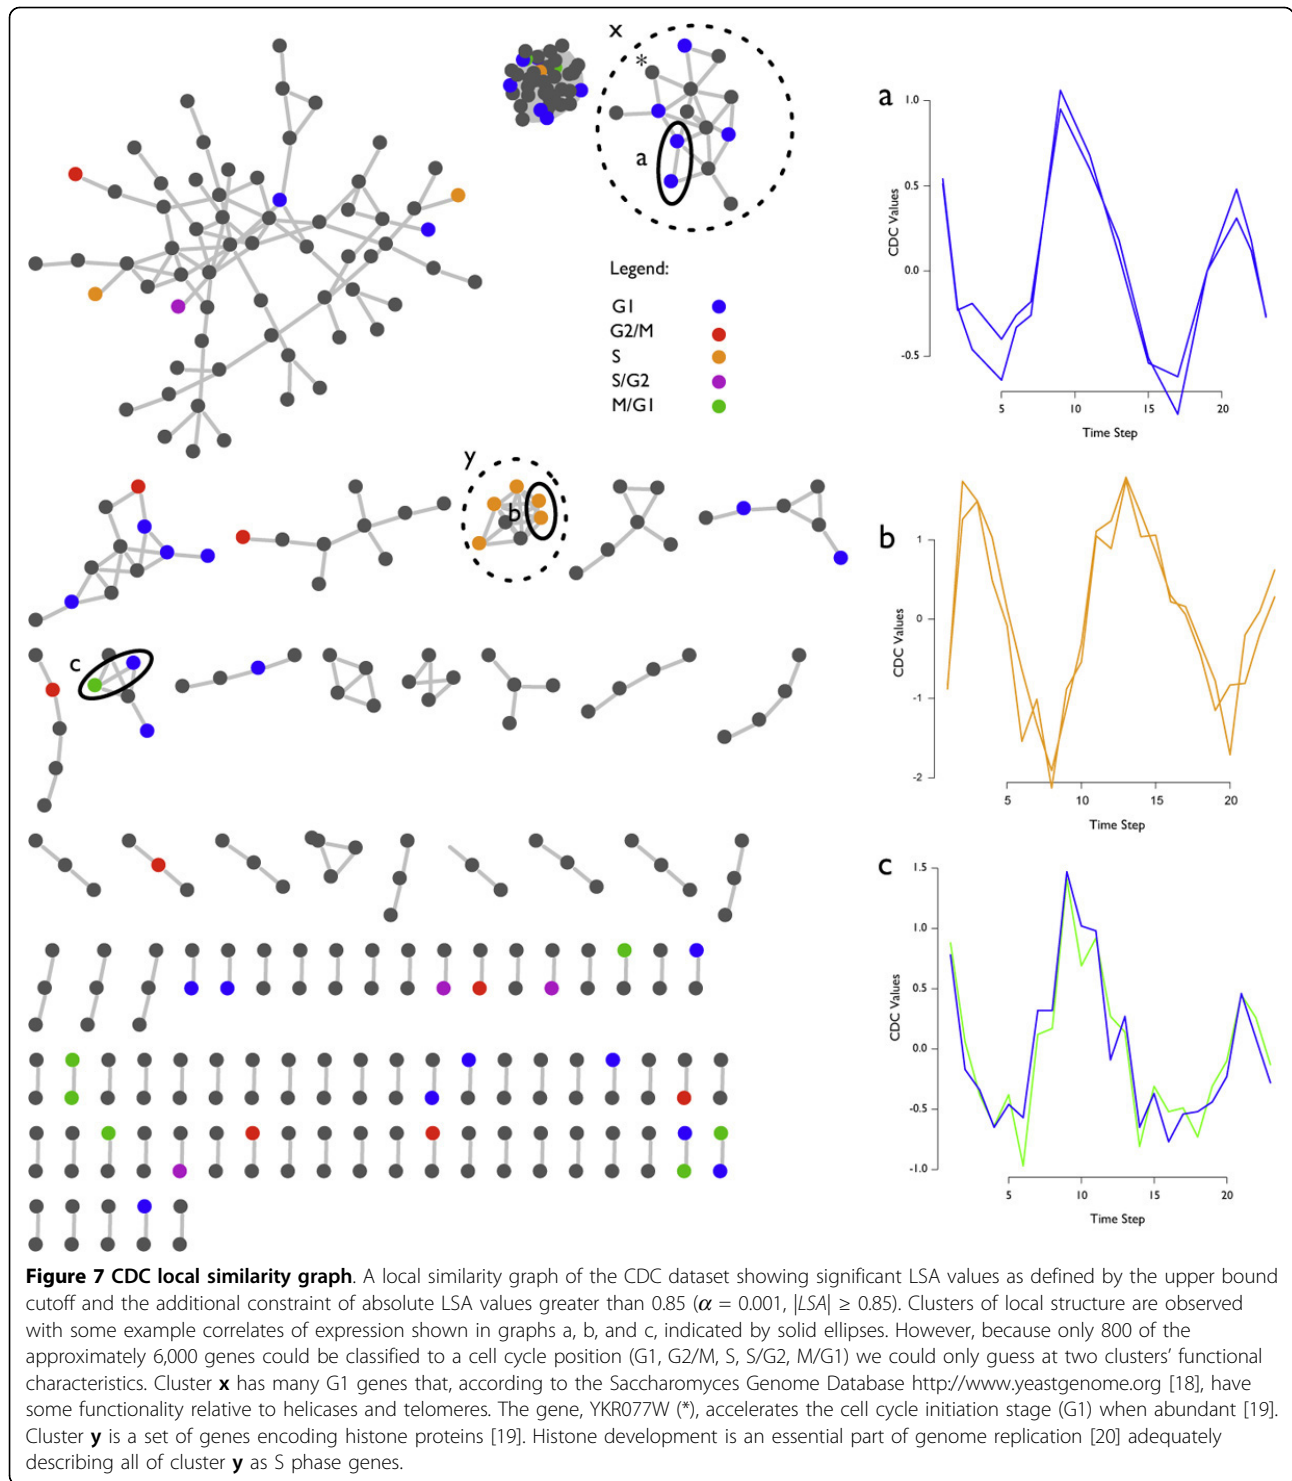 x
*
a
Legend:
G1
G2/M
S
S/G2
M/G1
y
b
c
a
1.0
0.5
0.0
-0.5
CDC Values
5 10 15 20
Time Step
b
1
0
-1
-2
CDC Values
5 10 15 20
Time Step
c
1.5
1.0
0.5
0.0
-0.5
-1.0
CDC Values
5 10 15 20
Time Step
Figure 7 CDC local similarity graph. A local similarity graph of the CDC dataset showing significant LSA values as defined by the upper bound
cutoff and the additional constraint of absolute LSA values greater than 0.85 (α = 0.001, |LSA| ≥ 0.85). Clusters of local structure are observed
with some example correlates of expression shown in graphs a, b, and c, indicated by solid ellipses. However, because only 800 of the
approximately 6,000 genes could be classified to a cell cycle position (G1, G2/M, S, S/G2, M/G1) we could only guess at two clusters' functional
characteristics. Cluster x has many G1 genes that, according to the Saccharomyces Genome Database http://www.yeastgenome.org [18], have
some functionality relative to helicases and telomeres. The gene, YKR077W (*), accelerates the cell cycle initiation stage (G1) when abundant [19].
Cluster y is a set of genes encoding histone proteins [19]. Histone development is an essential part of genome replication [20] adequately
describing all of cluster y as S phase genes.